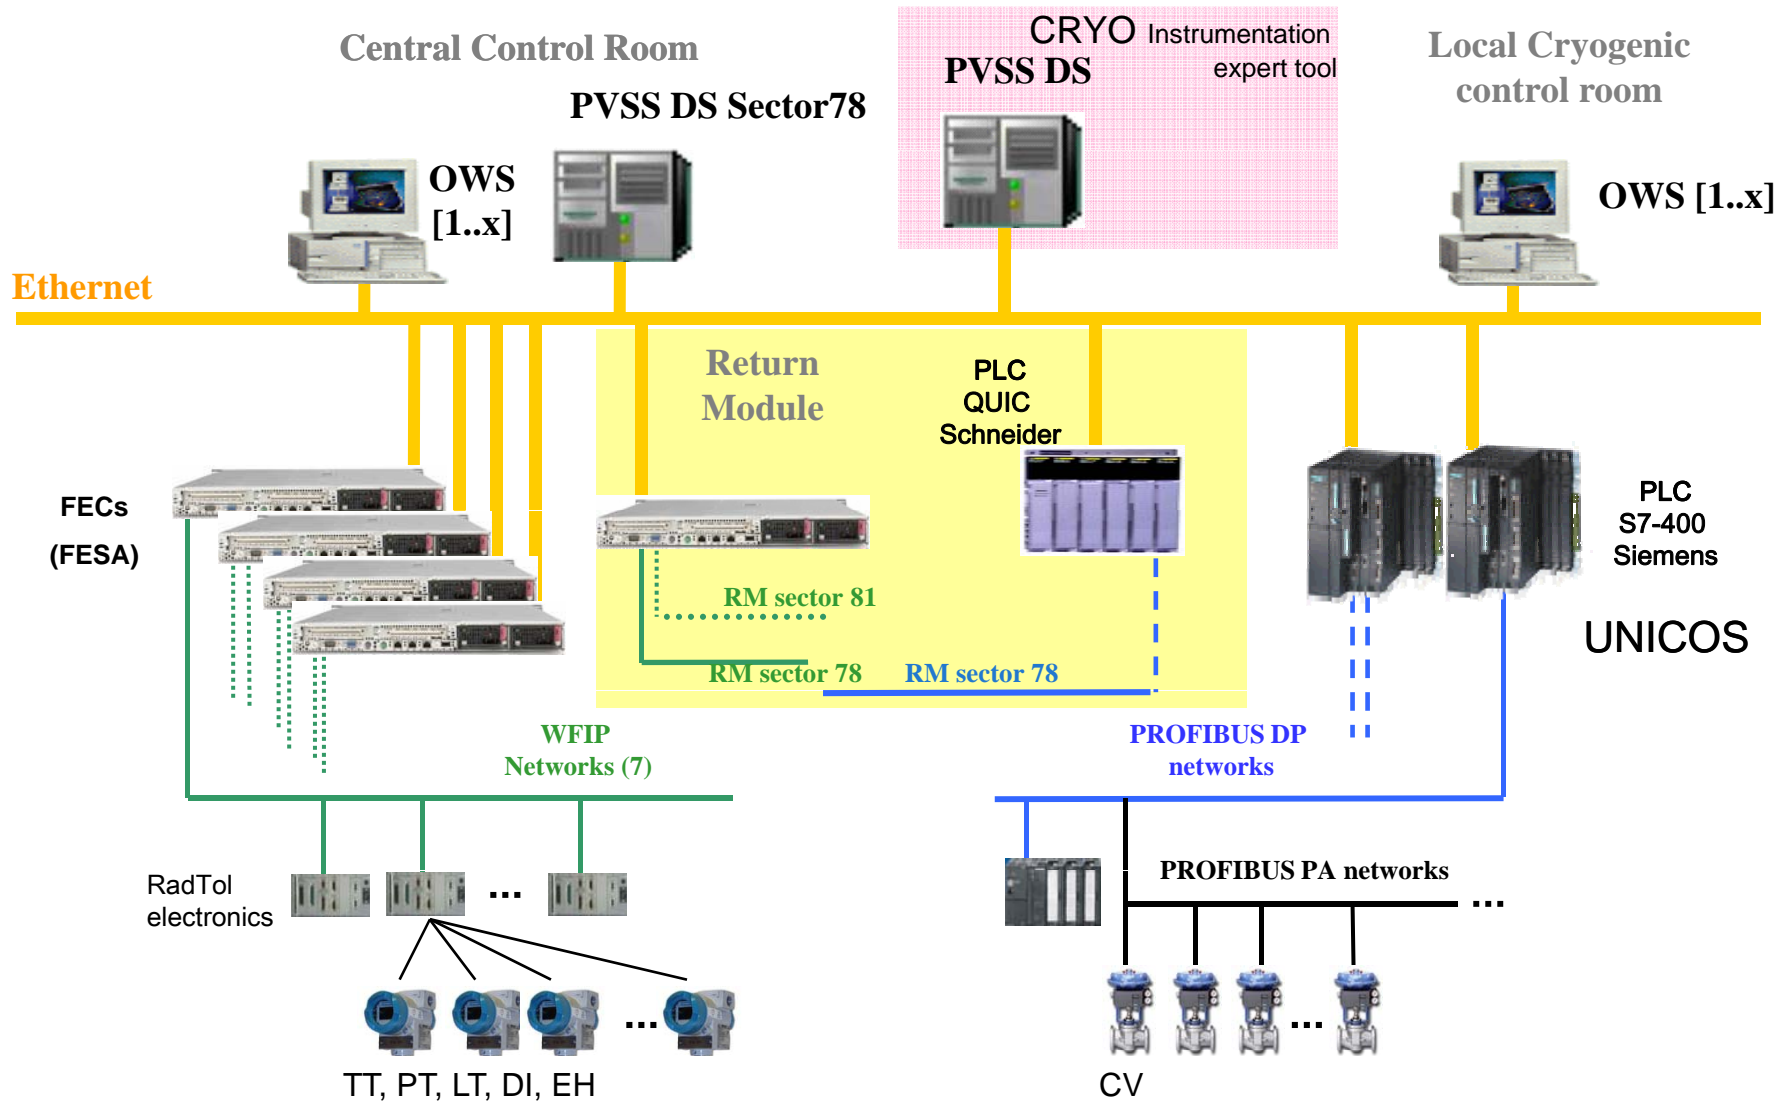 Central Control Room
CRYO Instrumentation
expert tool
PVSS DS
Local Cryogenic
control room
PVSS DS Sector78
OWS
[1..x]
OWS [1..x]
Ethernet
Return
Module
PLC
QUIC
Schneider
FECs
(FESA)
PLC
S7-400
Siemens
RM sector 81
UNICOS
RM sector 78
RM sector 78
WFIP
Networks (7)
PROFIBUS DP
networks
RadTol
electronics
...
PROFIBUS PA networks
...
...
...
TT, PT, LT, DI, EH
CV